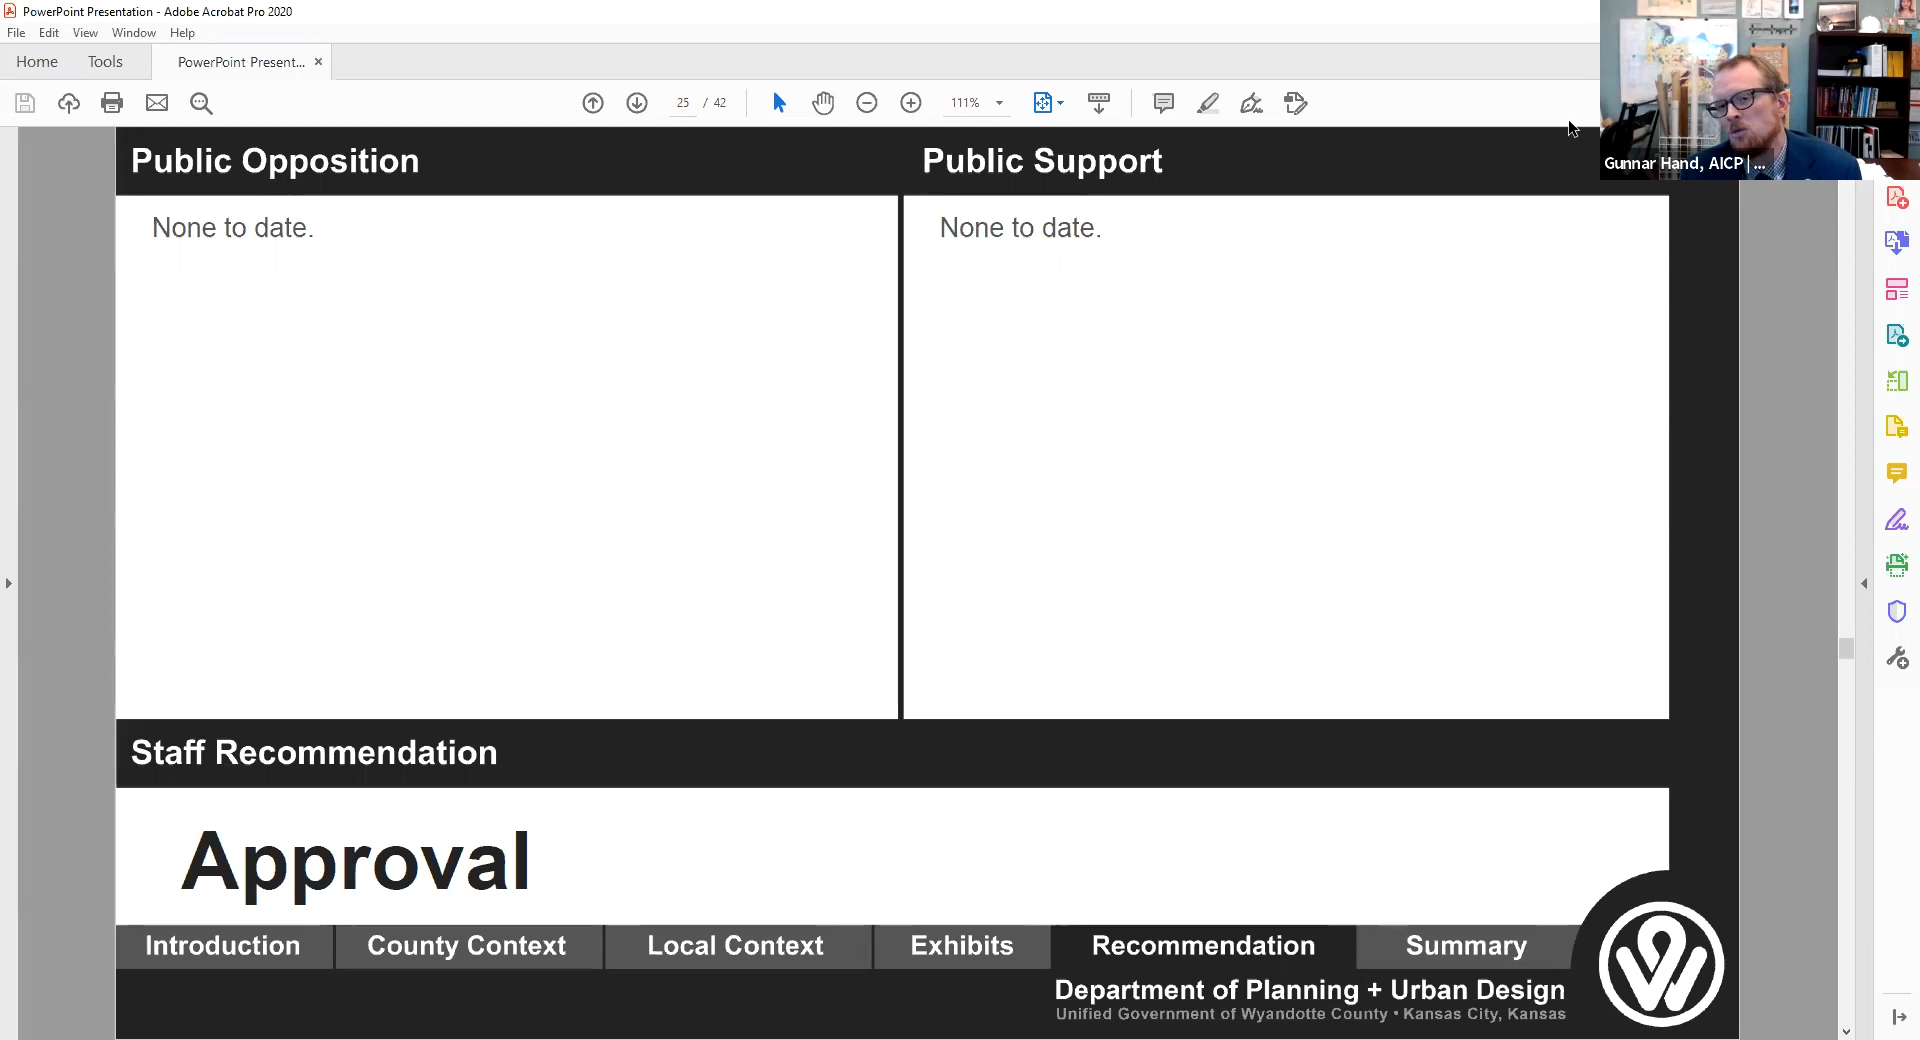 PowerPoint Presentation - Adobe Acrobat Pro 2020
File Edit View Window Help
Home Tools PowerPoint Present... ×
25 / 42 111%
Gunnar Hand, AICP | ...
Public Opposition
Public Support
None to date.
None to date.
Staff Recommendation
Approval
Introduction County Context Local Context Exhibits Recommendation Summary
Department of Planning + Urban Design
Unified Government of Wyandotte County • Kansas City, Kansas